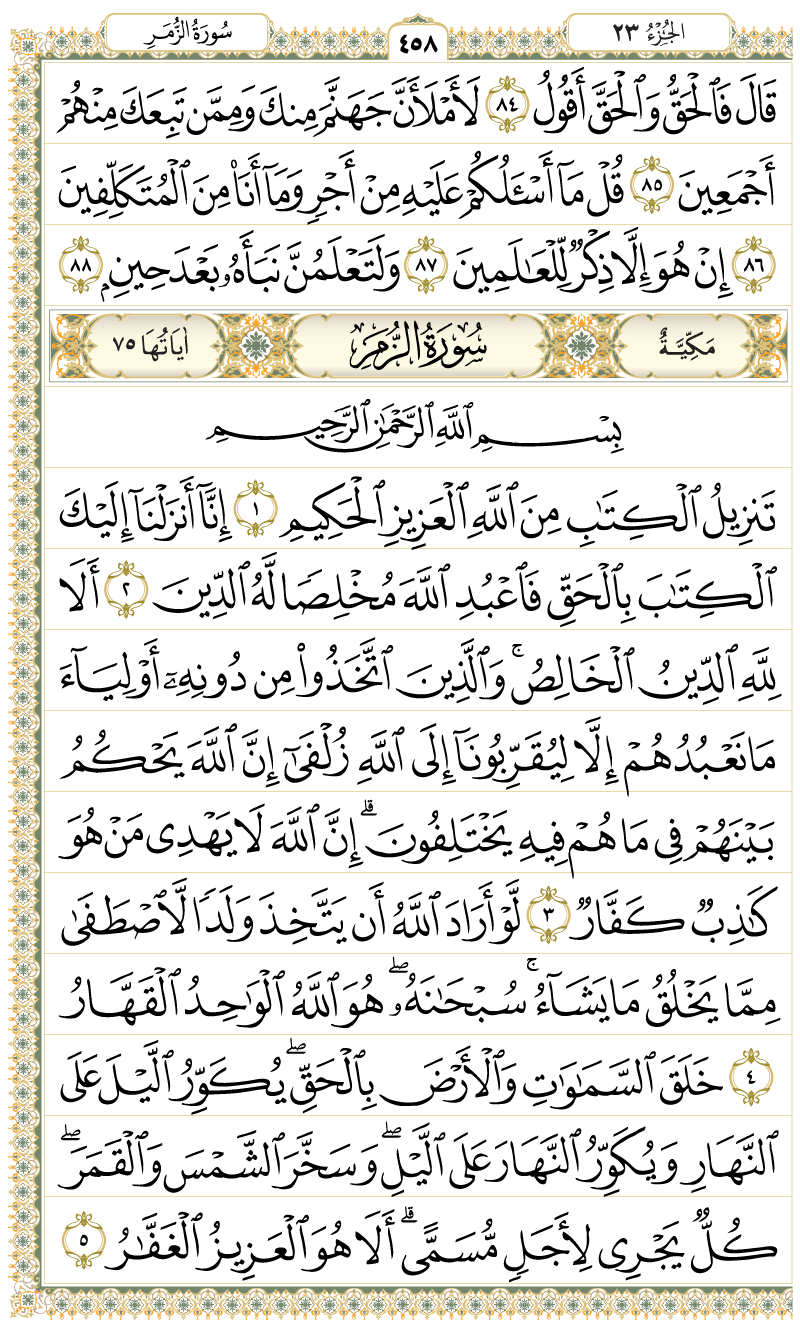 الجُزْءُ ٢٣
٤٥٨
سُورَةُ الزُّمَرِ
قَالَ فَٱلْحَقُّ وَٱلْحَقَّ أَقُولُ ٨٤ لَأَمْلَأَنَّ جَهَنَّمَ مِنكَ وَمِمَّن تَبِعَكَ مِنْهُمْ
أَجْمَعِينَ ٨٥ قُلْ مَآ أَسْـَٔلُكُمْ عَلَيْهِ مِنْ أَجْرٍ وَمَآ أَنَا۠ مِنَ ٱلْمُتَكَلِّفِينَ
٨٦ إِنْ هُوَ إِلَّا ذِكْرٌ لِّلْعَـٰلَمِينَ ٨٧ وَلَتَعْلَمُنَّ نَبَأَهُۥ بَعْدَ حِينٍۭ ٨٨
مَكِّيَّةٌ
سُورَةُ الزُّمَرِ
اٰيَاتُهَا ٧٥
بِسْمِ ٱللَّهِ ٱلرَّحْمَـٰنِ ٱلرَّحِيمِ
تَنزِيلُ ٱلْكِتَـٰبِ مِنَ ٱللَّهِ ٱلْعَزِيزِ ٱلْحَكِيمِ ١ إِنَّآ أَنزَلْنَآ إِلَيْكَ
ٱلْكِتَـٰبَ بِٱلْحَقِّ فَٱعْبُدِ ٱللَّهَ مُخْلِصًا لَّهُ ٱلدِّينَ ٢ أَلَا
لِلَّهِ ٱلدِّينُ ٱلْخَالِصُ ۚ وَٱلَّذِينَ ٱتَّخَذُوا۟ مِن دُونِهِۦٓ أَوْلِيَآءَ
مَا نَعْبُدُهُمْ إِلَّا لِيُقَرِّبُونَآ إِلَى ٱللَّهِ زُلْفَىٰٓ إِنَّ ٱللَّهَ يَحْكُمُ
بَيْنَهُمْ فِى مَا هُمْ فِيهِ يَخْتَلِفُونَ ۗ إِنَّ ٱللَّهَ لَا يَهْدِى مَنْ هُوَ
كَـٰذِبٌ كَفَّارٌ ٣ لَّوْ أَرَادَ ٱللَّهُ أَن يَتَّخِذَ وَلَدًا لَّٱصْطَفَىٰ
مِمَّا يَخْلُقُ مَا يَشَآءُ ۚ سُبْحَـٰنَهُۥ ۖ هُوَ ٱللَّهُ ٱلْوَٰحِدُ ٱلْقَهَّارُ
٤ خَلَقَ ٱلسَّمَـٰوَٰتِ وَٱلْأَرْضَ بِٱلْحَقِّ ۖ يُكَوِّرُ ٱلَّيْلَ عَلَى
ٱلنَّهَارِ وَيُكَوِّرُ ٱلنَّهَارَ عَلَى ٱلَّيْلِ ۖ وَسَخَّرَ ٱلشَّمْسَ وَٱلْقَمَرَ ۖ
كُلٌّ يَجْرِى لِأَجَلٍ مُّسَمًّى ۗ أَلَا هُوَ ٱلْعَزِيزُ ٱلْغَفَّـٰرُ ٥